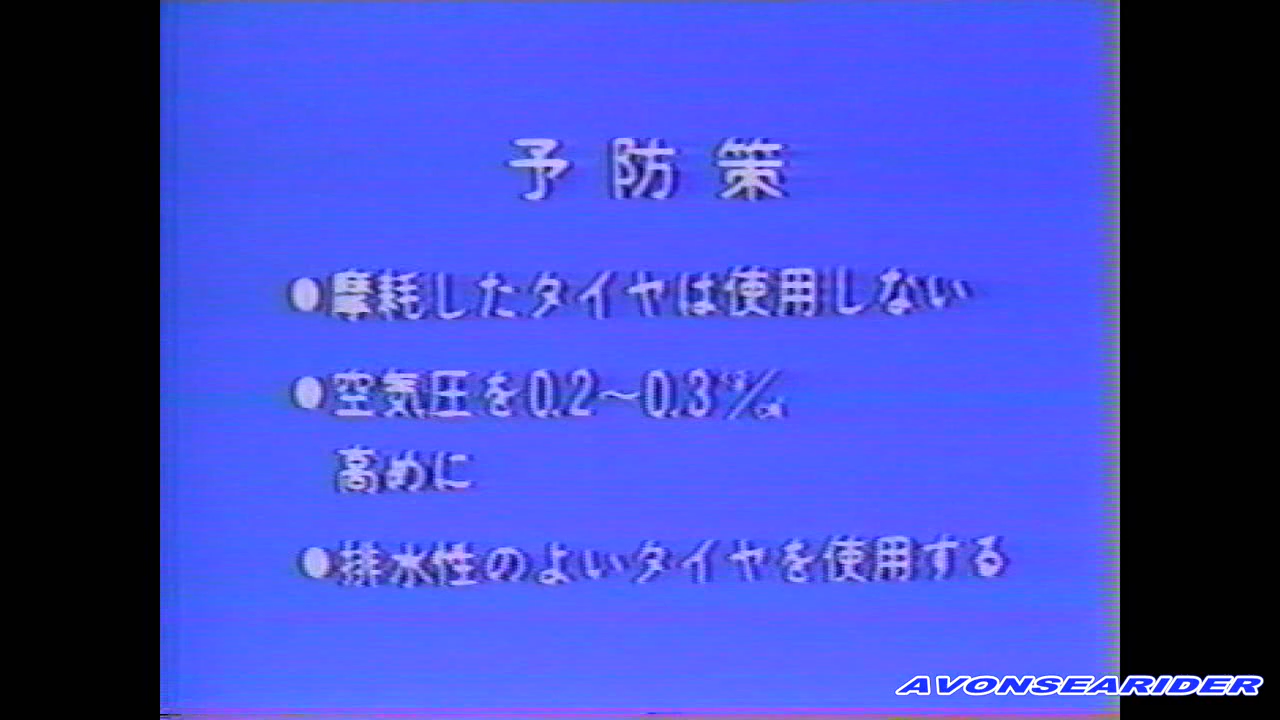 予防策
●摩耗したタイヤは使用しない
●空気圧を0.2〜0.3㎏/㎠
高めに
●排水性のよいタイヤを使用する
AVONSEARIDER